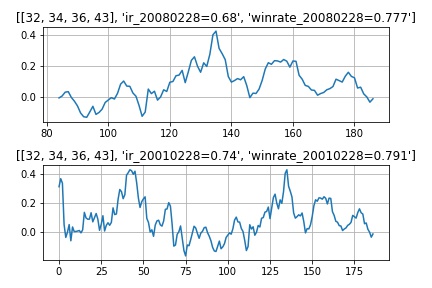 [[32, 34, 36, 43], 'ir_20080228=0.68', 'winrate_20080228=0.777']
0.4
0.2
0.0
80 100 120 140 160 180
[[32, 34, 36, 43], 'ir_20010228=0.74', 'winrate_20010228=0.791']
0.4
0.2
0.0
0 25 50 75 100 125 150 175